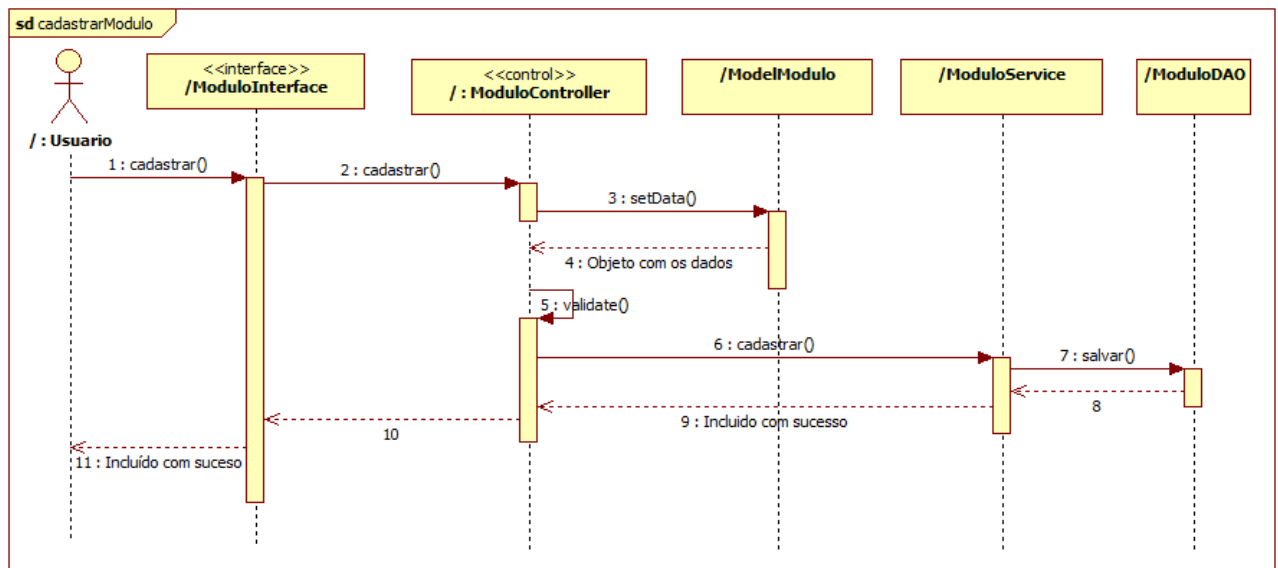 sd cadastrarModulo
/ : Usuario
<<interface>>
/ModuloInterface
<<control>>
/ : ModuloController
/ModelModulo
/ModuloService
/ModuloDAO
1 : cadastrar()
2 : cadastrar()
3 : setData()
4 : Objeto com os dados
5 : validate()
6 : cadastrar()
7 : salvar()
8
9 : Incluido com sucesso
10
11 : Incluído com suceso